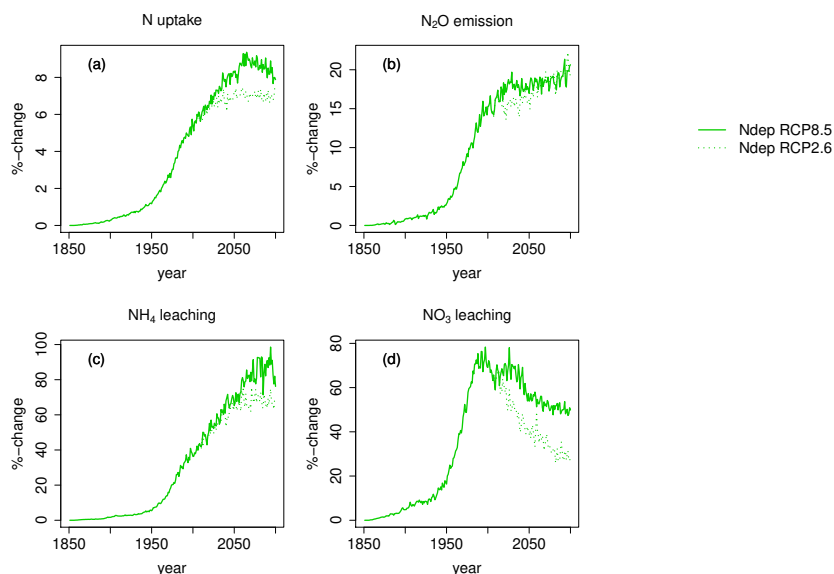 N uptake
(a)
%−change
0
2
4
6
8
1850
1950
2050
year
N₂O emission
(b)
%−change
0
5
10
15
20
1850
1950
2050
year
Ndep RCP8.5
Ndep RCP2.6
NH₄ leaching
(c)
%−change
0
20
40
60
80
100
1850
1950
2050
year
NO₃ leaching
(d)
%−change
0
20
40
60
80
1850
1950
2050
year